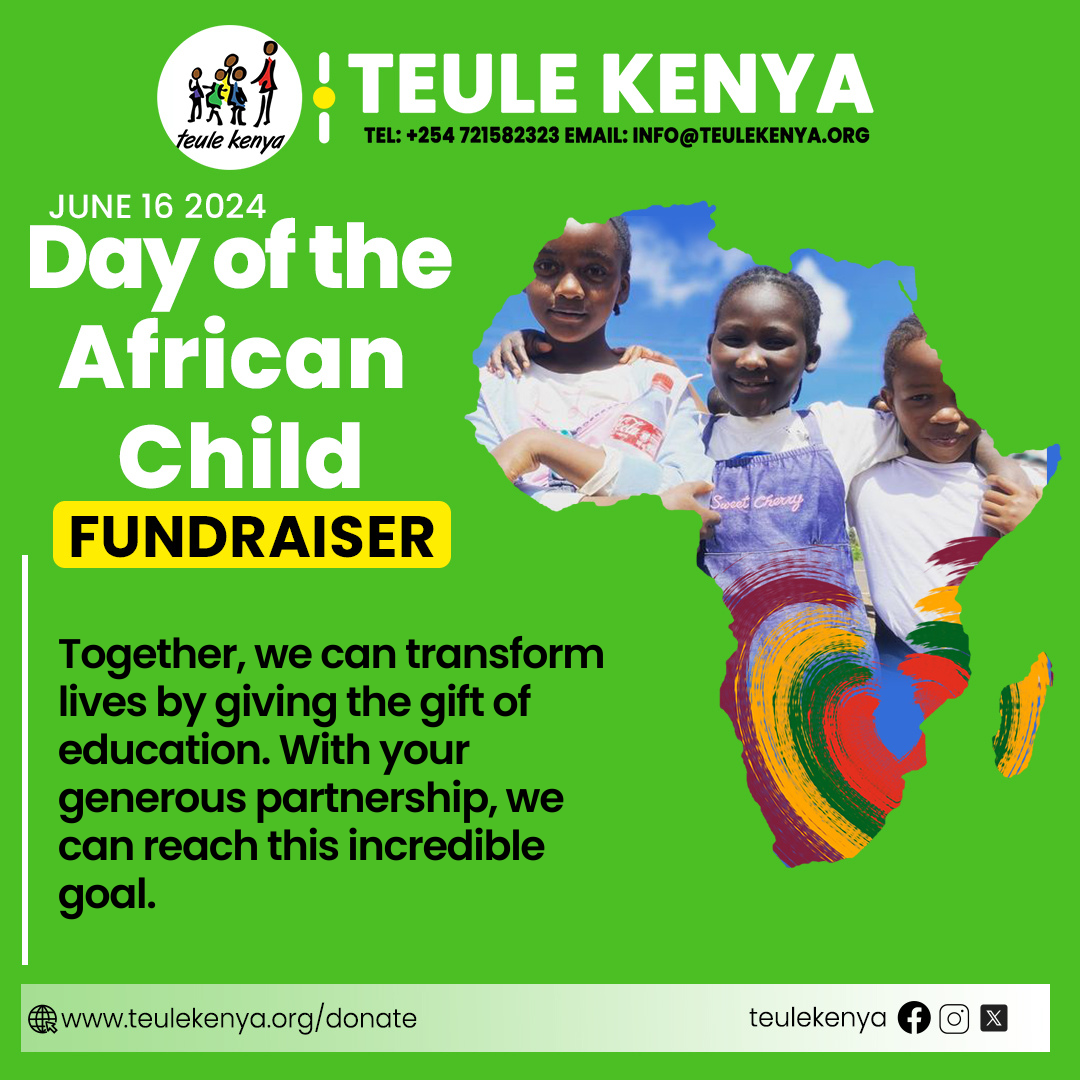 teule kenya
TEULE KENYA
TEL: +254 721582323 EMAIL: INFO@TEULEKENYA.ORG
JUNE 16 2024
Day of the
African
Child
FUNDRAISER
Sweet Cherry
Together, we can transform
lives by giving the gift of
education. With your
generous partnership, we
can reach this incredible
goal.
www.teulekenya.org/donate
teulekenya